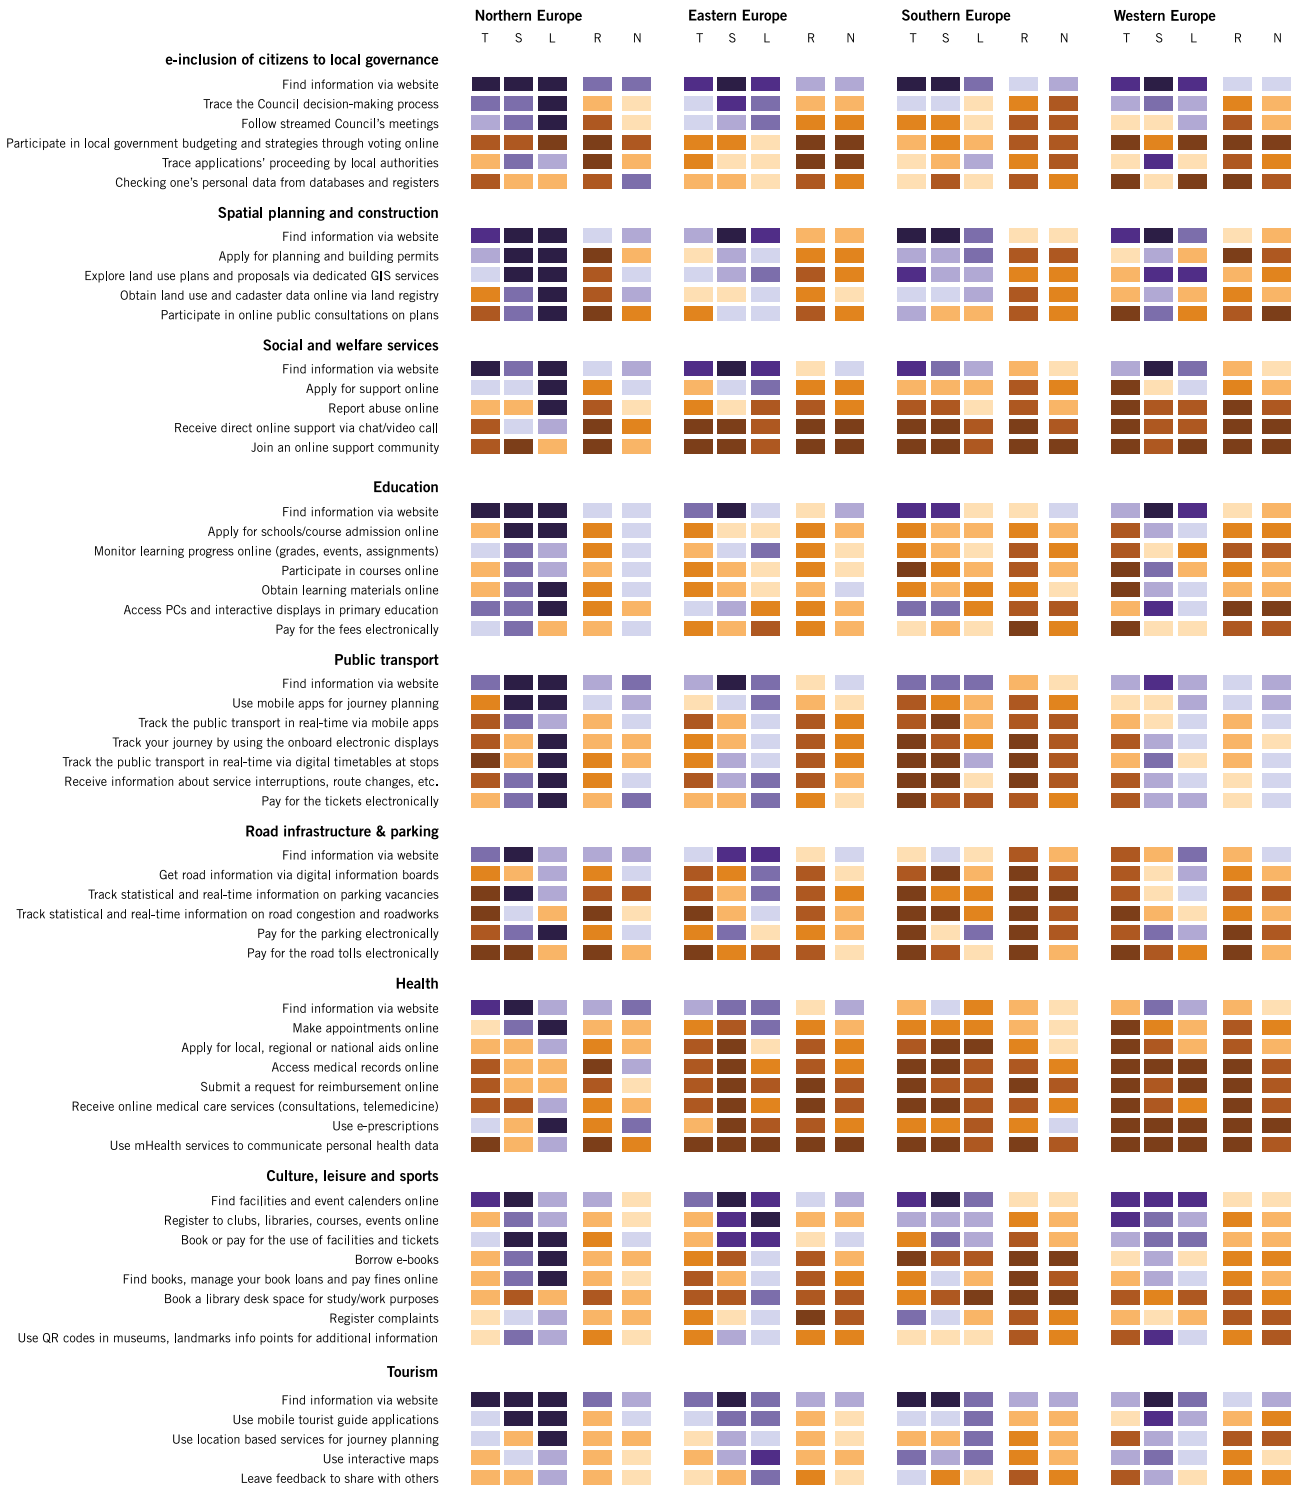 Northern Europe Eastern Europe Southern Europe Western Europe
T S L R N T S L R N T S L R N T S L R N
e-inclusion of citizens to local governance
Find information via website
Trace the Council decision-making process
Follow streamed Council's meetings
Participate in local government budgeting and strategies through voting online
Trace applications' proceeding by local authorities
Checking one's personal data from databases and registers
Spatial planning and construction
Find information via website
Apply for planning and building permits
Explore land use plans and proposals via dedicated GIS services
Obtain land use and cadaster data online via land registry
Participate in online public consultations on plans
Social and welfare services
Find information via website
Apply for support online
Report abuse online
Receive direct online support via chat/video call
Join an online support community
Education
Find information via website
Apply for schools/course admission online
Monitor learning progress online (grades, events, assignments)
Participate in courses online
Obtain learning materials online
Access PCs and interactive displays in primary education
Pay for the fees electronically
Public transport
Find information via website
Use mobile apps for journey planning
Track the public transport in real-time via mobile apps
Track your journey by using the onboard electronic displays
Track the public transport in real-time via digital timetables at stops
Receive information about service interruptions, route changes, etc.
Pay for the tickets electronically
Road infrastructure & parking
Find information via website
Get road information via digital information boards
Track statistical and real-time information on parking vacancies
Track statistical and real-time information on road congestion and roadworks
Pay for the parking electronically
Pay for the road tolls electronically
Health
Find information via website
Make appointments online
Apply for local, regional or national aids online
Access medical records online
Submit a request for reimbursement online
Receive online medical care services (consultations, telemedicine)
Use e-prescriptions
Use mHealth services to communicate personal health data
Culture, leisure and sports
Find facilities and event calenders online
Register to clubs, libraries, courses, events online
Book or pay for the use of facilities and tickets
Borrow e-books
Find books, manage your book loans and pay fines online
Book a library desk space for study/work purposes
Register complaints
Use QR codes in museums, landmarks info points for additional information
Tourism
Find information via website
Use mobile tourist guide applications
Use location based services for journey planning
Use interactive maps
Leave feedback to share with others